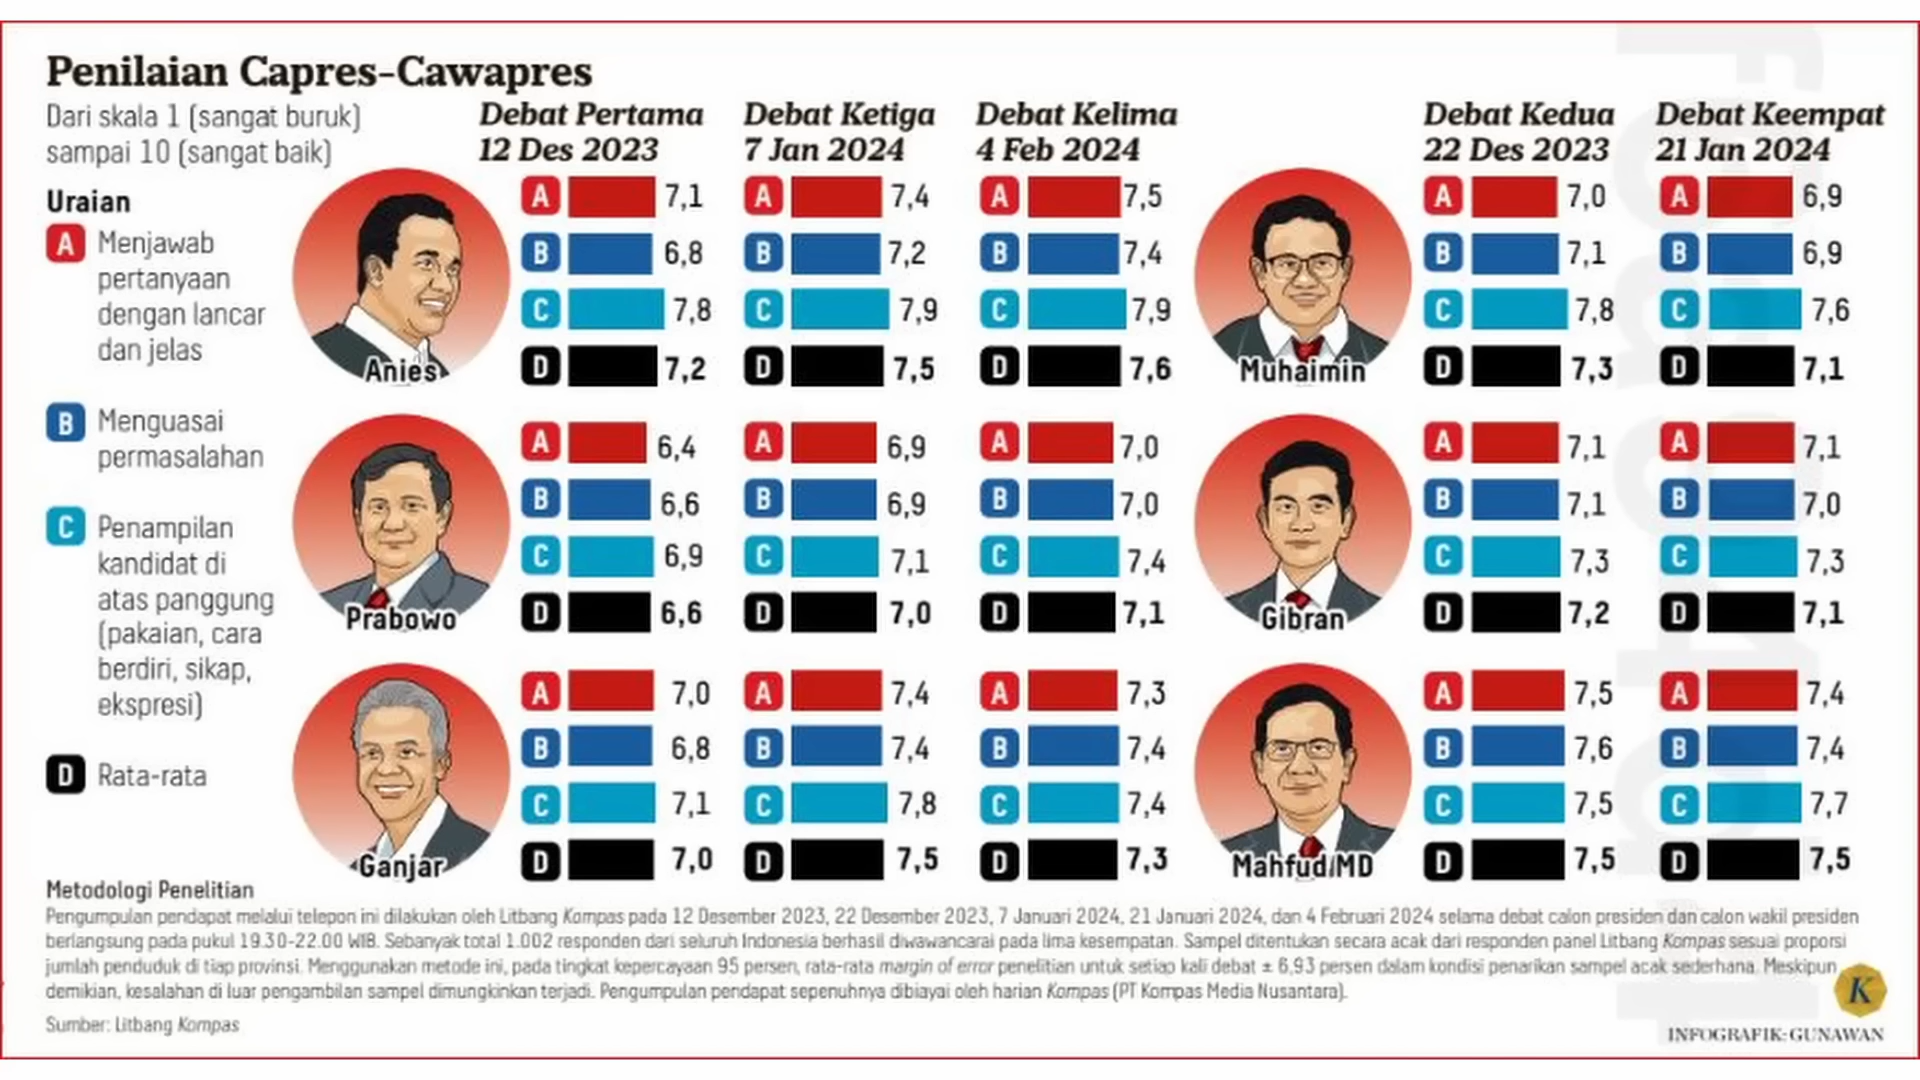 Penilaian Capres-Cawapres
Dari skala 1 (sangat buruk)
sampai 10 (sangat baik)
Uraian
A Menjawab
pertanyaan
dengan lancar
dan jelas
B Menguasai
permasalahan
C Penampilan
kandidat di
atas panggung
(pakaian, cara
berdiri, sikap,
ekspresi)
D Rata-rata
Debat Pertama
12 Des 2023
Debat Ketiga
7 Jan 2024
Debat Kelima
4 Feb 2024
Anies
A 7,1 A 7,4 A 7,5
B 6,8 B 7,2 B 7,4
C 7,8 C 7,9 C 7,9
D 7,2 D 7,5 D 7,6
Prabowo
A 6,4 A 6,9 A 7,0
B 6,6 B 6,9 B 7,0
C 6,9 C 7,1 C 7,4
D 6,6 D 7,0 D 7,1
Ganjar
A 7,0 A 7,4 A 7,3
B 6,8 B 7,4 B 7,4
C 7,1 C 7,8 C 7,4
D 7,0 D 7,5 D 7,3
Debat Kedua
22 Des 2023
Debat Keempat
21 Jan 2024
Muhaimin
A 7,0 A 6,9
B 7,1 B 6,9
C 7,8 C 7,6
D 7,3 D 7,1
Gibran
A 7,1 A 7,1
B 7,1 B 7,0
C 7,3 C 7,3
D 7,2 D 7,1
Mahfud MD
A 7,5 A 7,4
B 7,6 B 7,4
C 7,5 C 7,7
D 7,5 D 7,5
Metodologi Penelitian
Pengumpulan pendapat melalui telepon ini dilakukan oleh Litbang Kompas pada 12 Desember 2023, 22 Desember 2023, 7 Januari 2024, 21 Januari 2024, dan 4 Februari 2024 selama debat calon presiden dan calon wakil presiden
berlangsung pada pukul 19.30-22.00 WIB. Sebanyak total 1.002 responden dari seluruh Indonesia berhasil diwawancarai pada lima kesempatan. Sampel ditentukan secara acak dari responden panel Litbang Kompas sesuai proporsi
jumlah penduduk di tiap provinsi. Menggunakan metode ini, pada tingkat kepercayaan 95 persen, rata-rata margin of error penelitian untuk setiap kali debat ± 6,93 persen dalam kondisi penarikan sampel acak sederhana. Meskipun
demikian, kesalahan di luar pengambilan sampel dimungkinkan terjadi. Pengumpulan pendapat sepenuhnya dibiayai oleh harian Kompas (PT Kompas Media Nusantara).
Sumber: Litbang Kompas
K
INFOGRAFIK: GUNAWAN